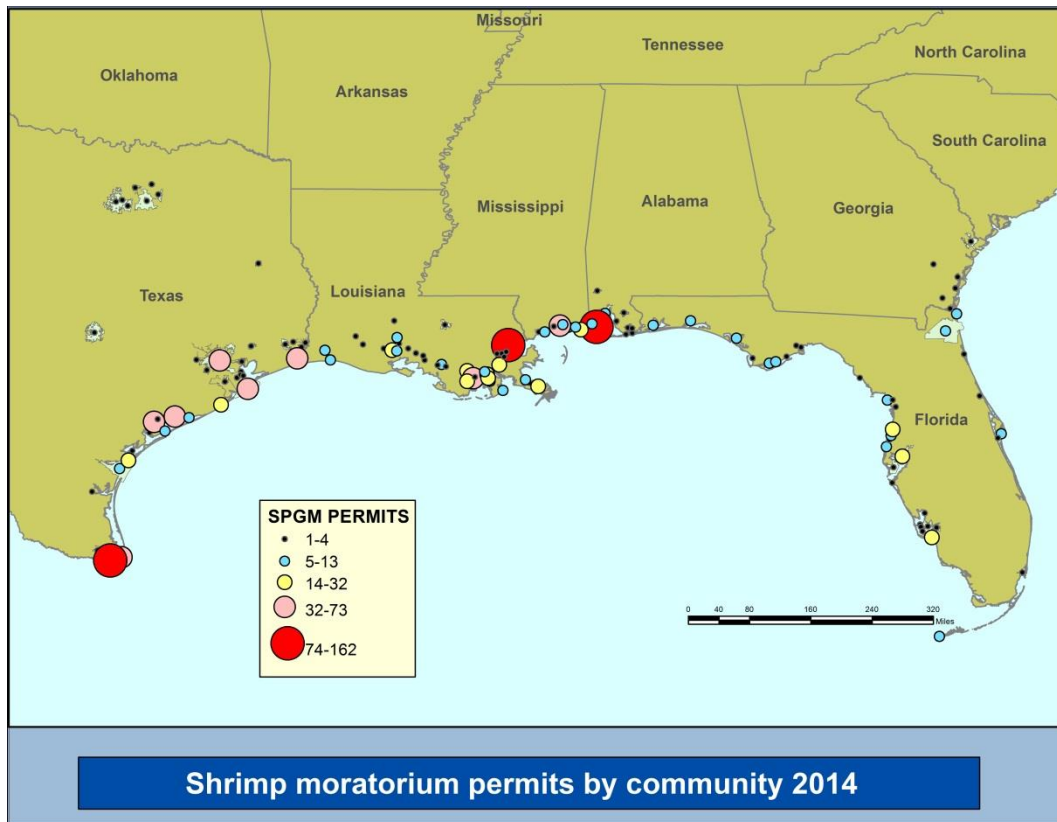 Missouri
Tennessee
North Carolina
Oklahoma
Arkansas
South Carolina
Mississippi
Alabama
Georgia
Texas
Louisiana
Florida
SPGM PERMITS
1-4
5-13
14-32
32-73
74-162
0 40 80 160 240 320
Miles
Shrimp moratorium permits by community 2014